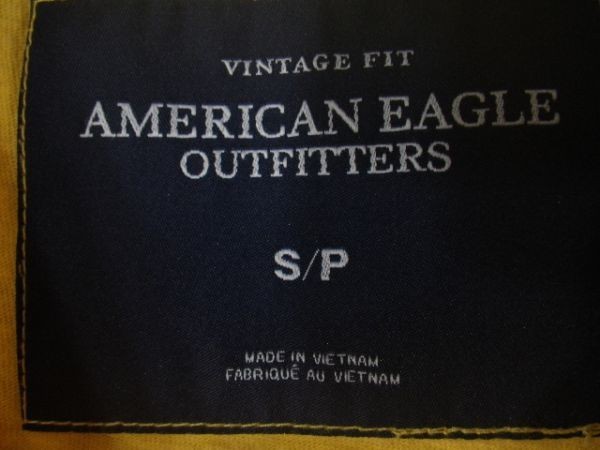 VINTAGE FIT
AMERICAN EAGLE
OUTFITTERS
S/P
MADE IN VIETNAM
FABRIQUÉ AU VIETNAM